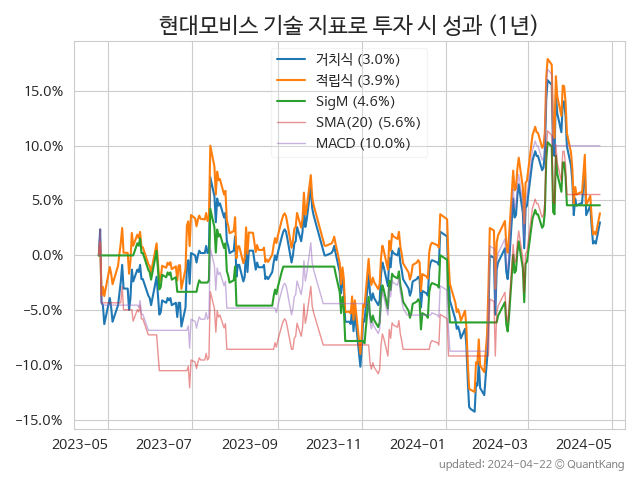 현대모비스 기술 지표로 투자 시 성과 (1년)
거치식 (3.0%)
적립식 (3.9%)
SigM (4.6%)
SMA(20) (5.6%)
MACD (10.0%)
15.0%
10.0%
5.0%
0.0%
−5.0%
−10.0%
−15.0%
2023-05 2023-07 2023-09 2023-11 2024-01 2024-03 2024-05
updated: 2024-04-22 © QuantKang